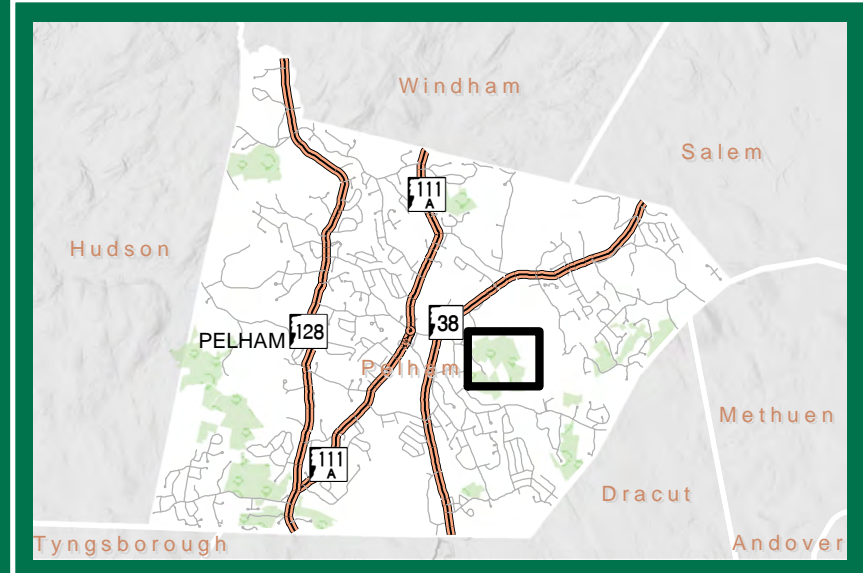 Windham
Salem
111
A
Hudson
PELHAM
128
38
Pelham
Methuen
111
A
Dracut
Tyngsborough
Andover